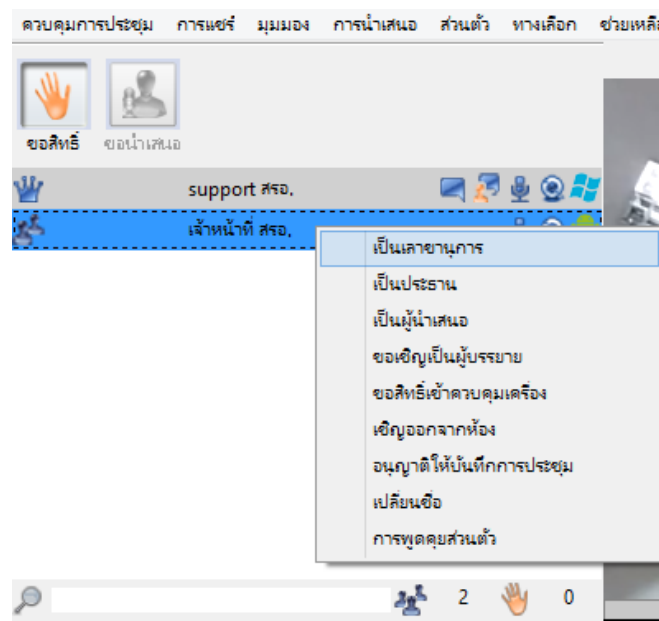 ควบคุมการประชุม การแชร์ มุมมอง การนำเสนอ ส่วนตัว ทางเลือก ช่วยเหลือ
ขอสิทธิ์ ขอนำเสนอ
support สรอ.
เจ้าหน้าที่ สรอ.
เป็นเลาขานุการ
เป็นประธาน
เป็นผู้นำเสนอ
ขอเชิญเป็นผู้บรรยาย
ขอสิทธิ์เข้าควบคุมเครื่อง
เชิญออกจากห้อง
อนุญาติให้บันทึกการประชุม
เปลี่ยนชื่อ
การพูดคุยส่วนตัว
2 0